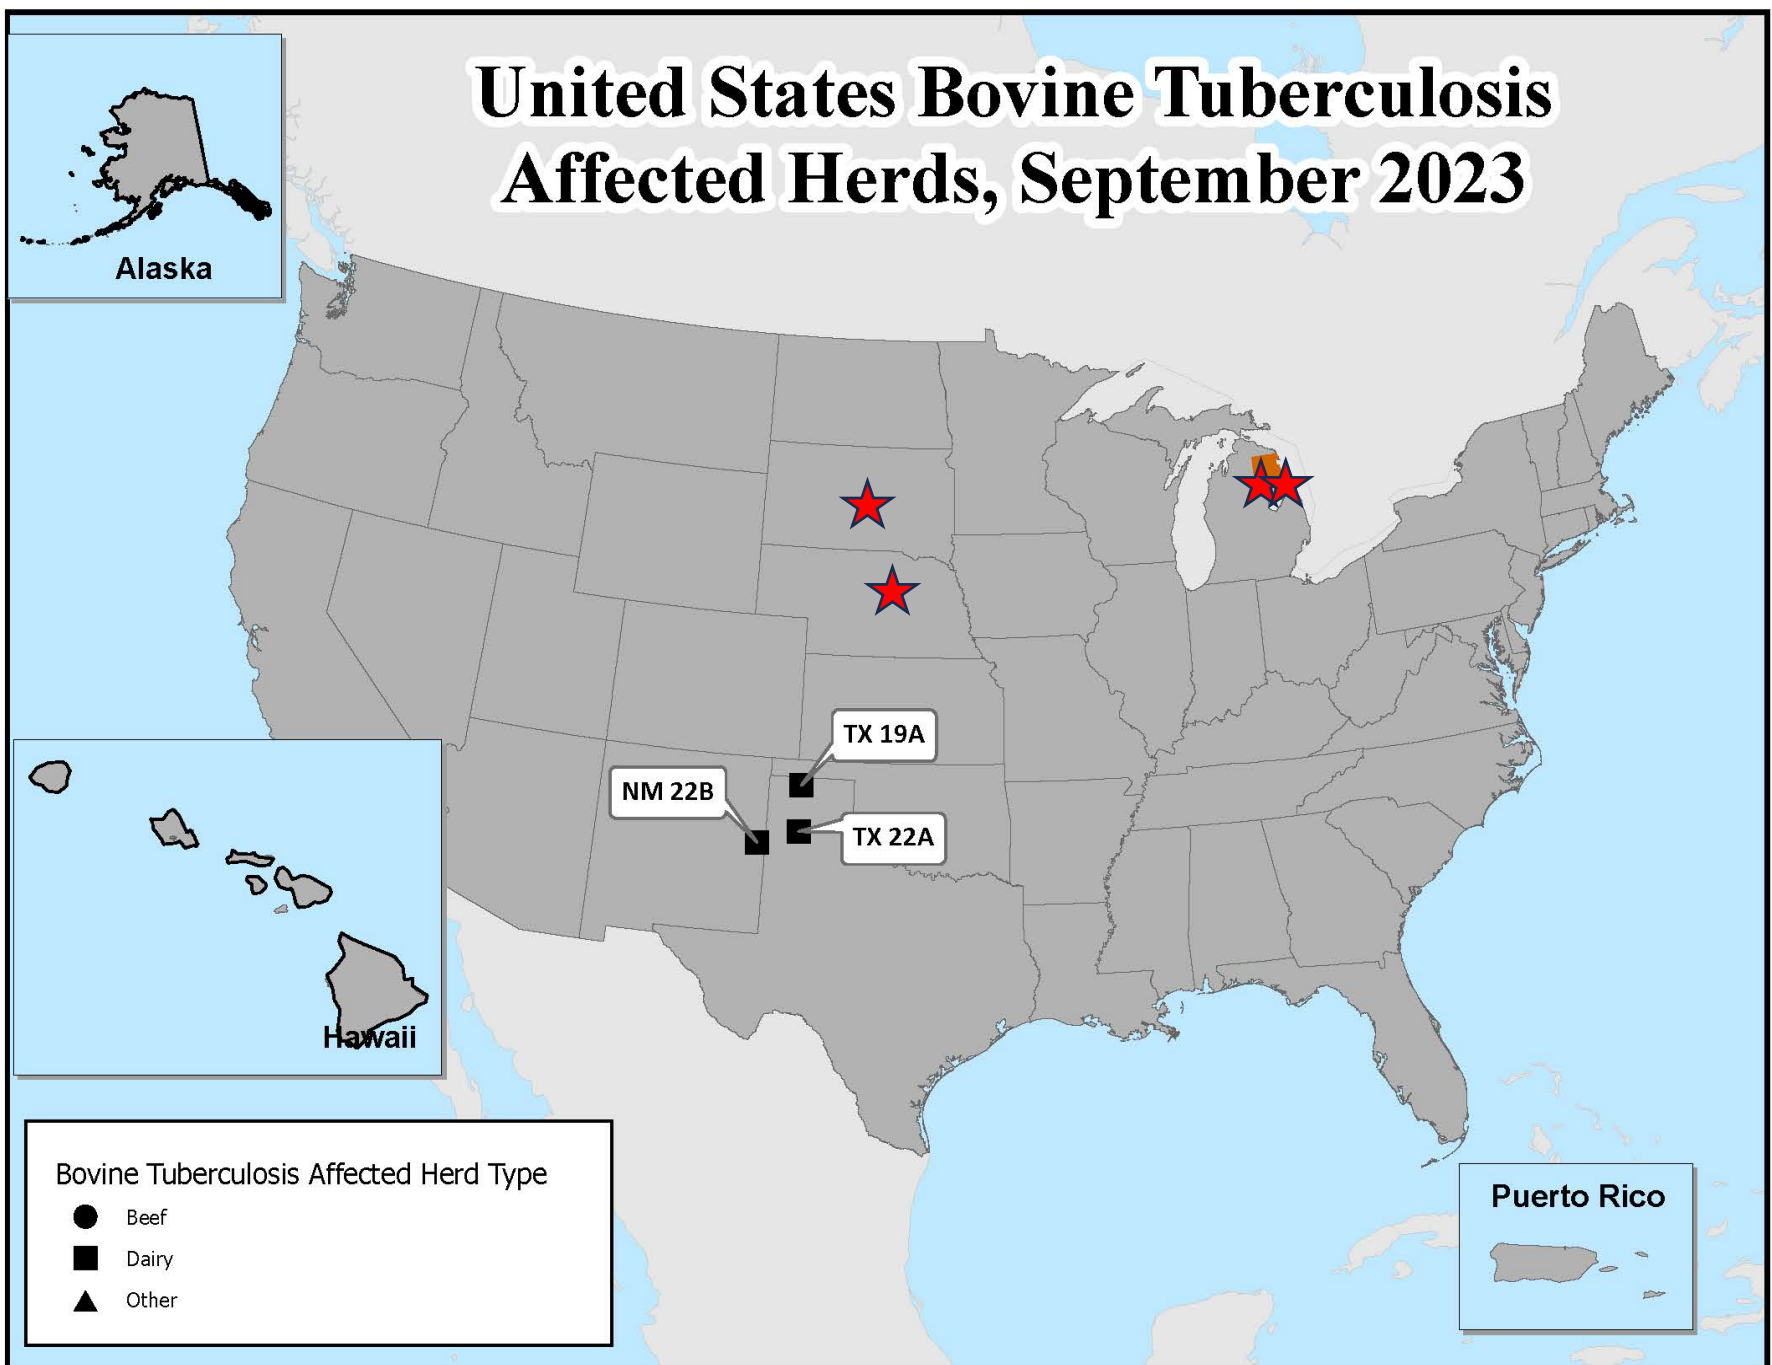 United States Bovine Tuberculosis
Affected Herds, September 2023
Alaska
TX 19A
NM 22B
TX 22A
Hawaii
Bovine Tuberculosis Affected Herd Type
Beef
Dairy
Other
Puerto Rico